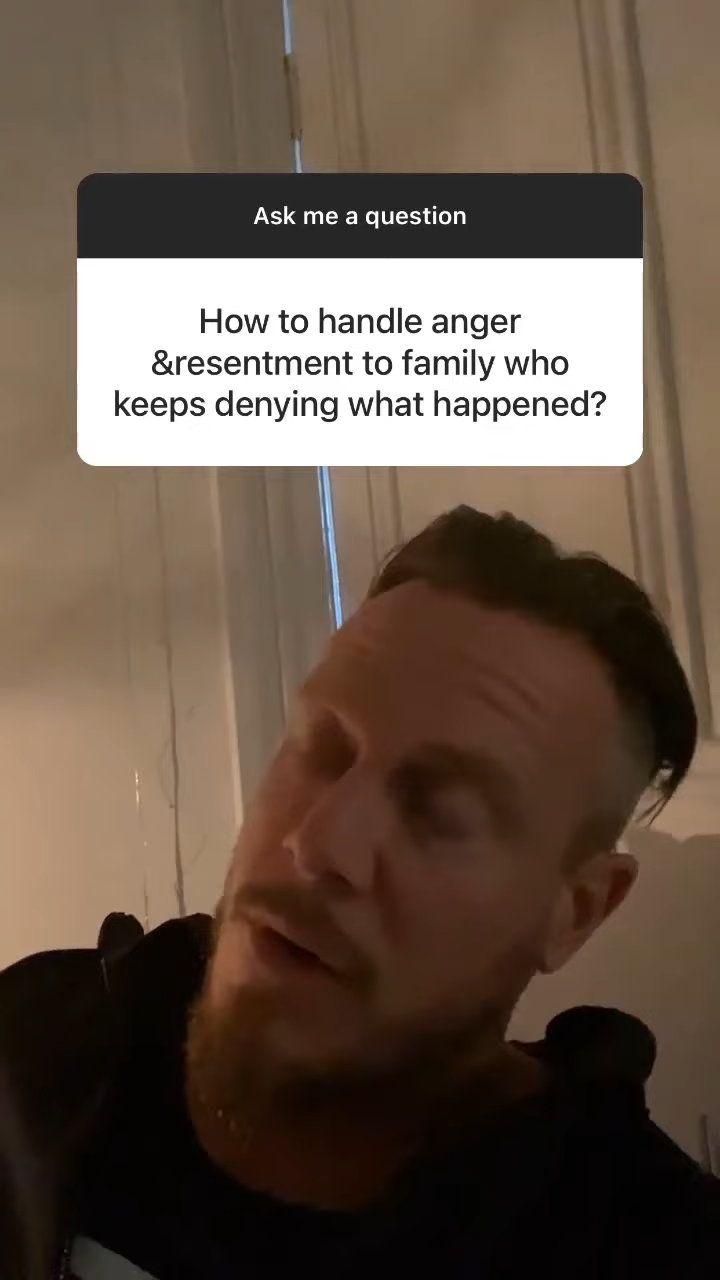 Ask me a question
How to handle anger
&resentment to family who
keeps denying what happened?